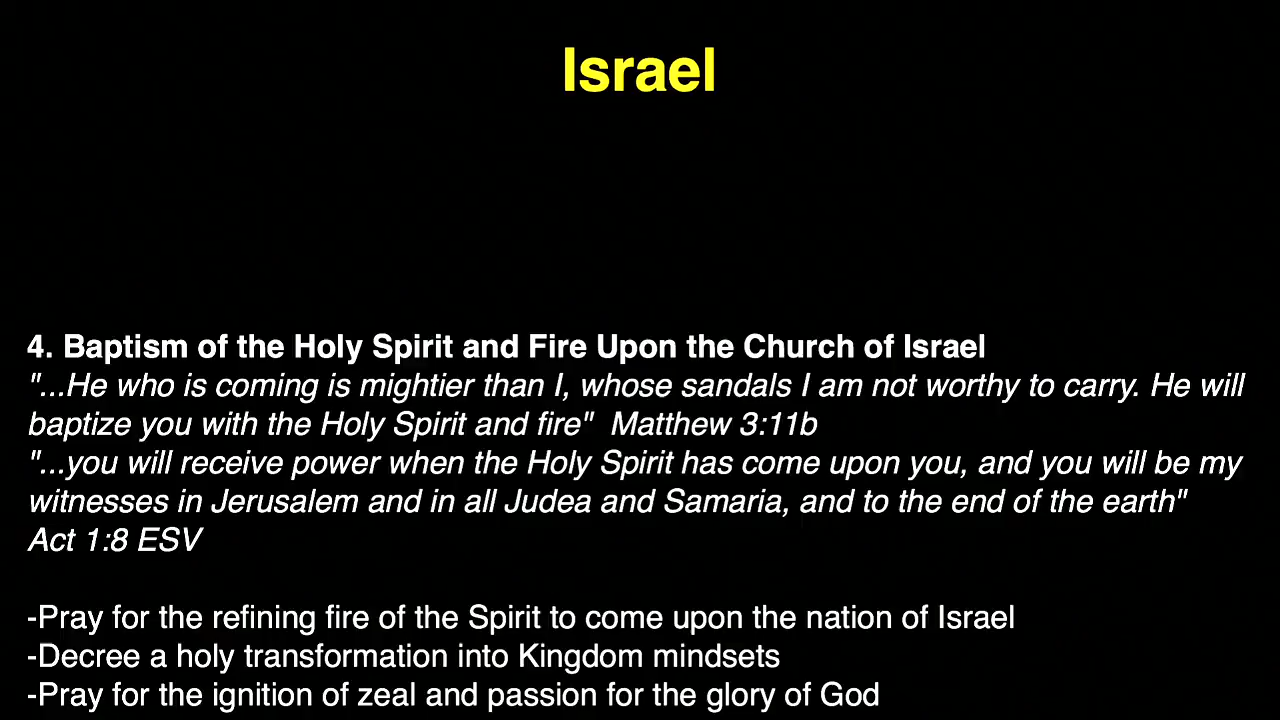 Israel
4. Baptism of the Holy Spirit and Fire Upon the Church of Israel
"...He who is coming is mightier than I, whose sandals I am not worthy to carry. He will
baptize you with the Holy Spirit and fire"  Matthew 3:11b
"...you will receive power when the Holy Spirit has come upon you, and you will be my
witnesses in Jerusalem and in all Judea and Samaria, and to the end of the earth"
Act 1:8 ESV
-Pray for the refining fire of the Spirit to come upon the nation of Israel
-Decree a holy transformation into Kingdom mindsets
-Pray for the ignition of zeal and passion for the glory of God